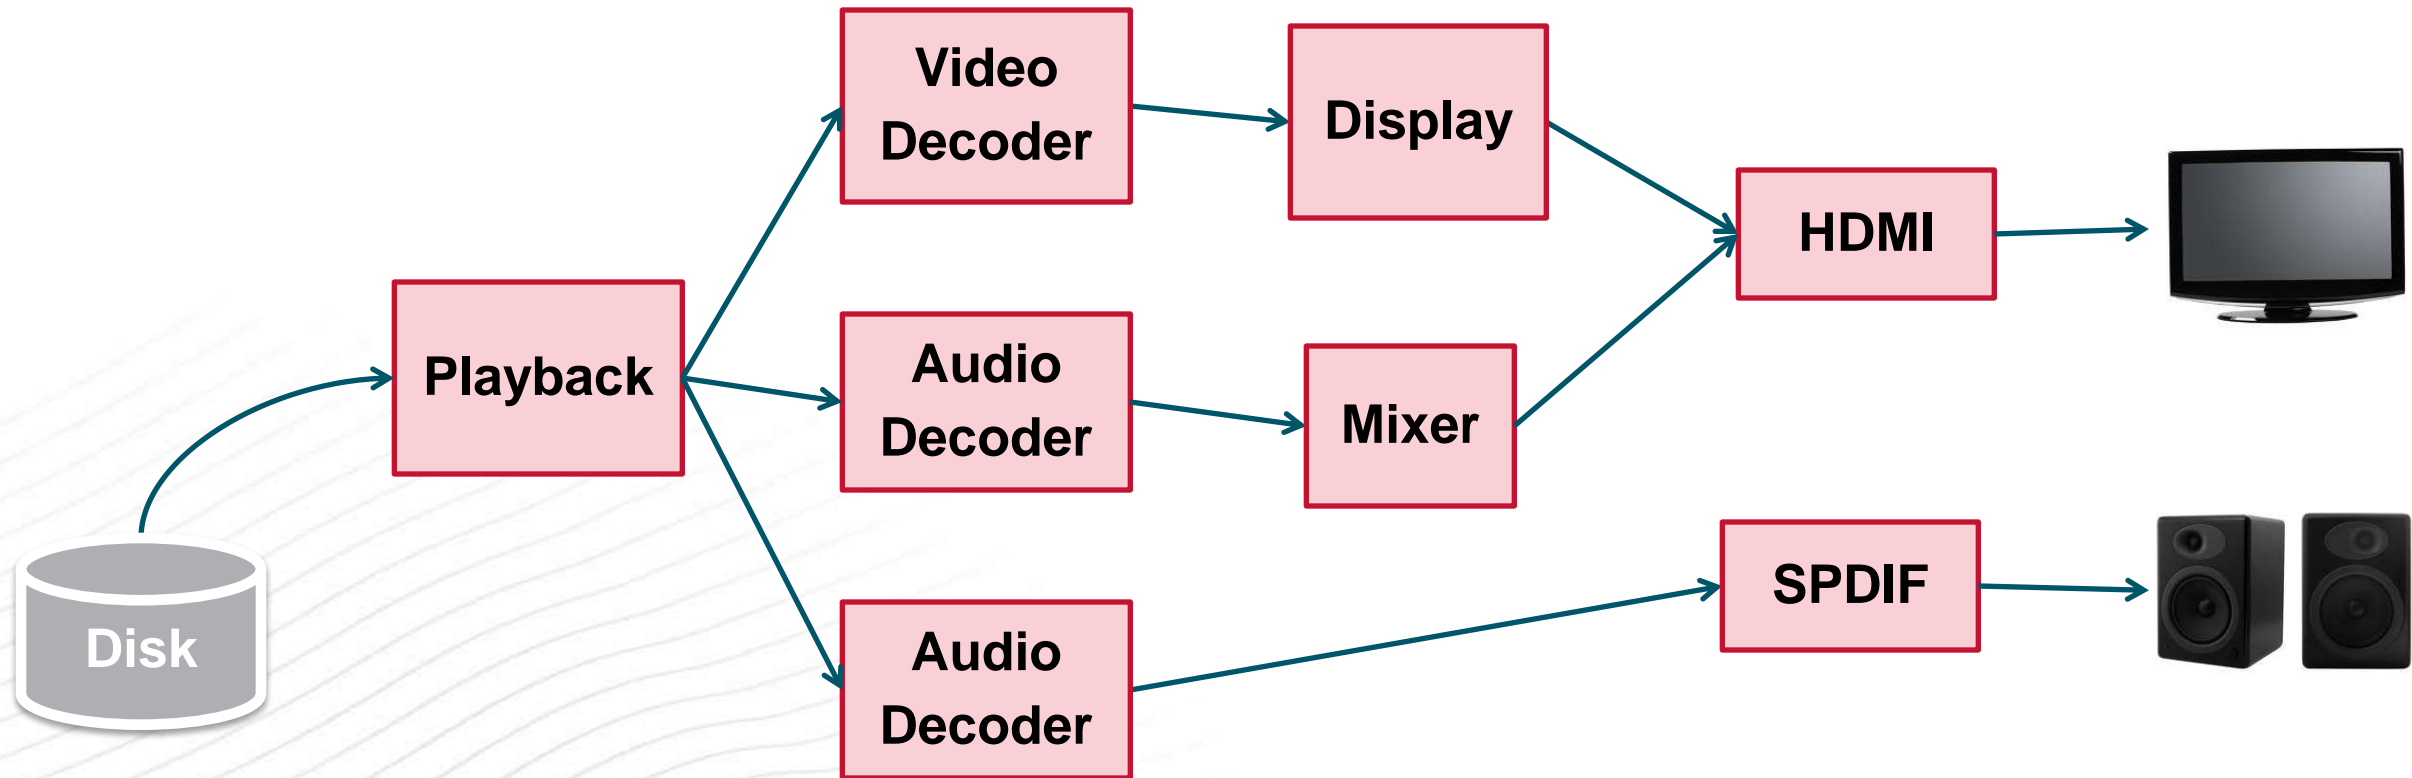 Video
Decoder
Display
HDMI
Playback
Audio
Decoder
Mixer
SPDIF
Disk
Audio
Decoder